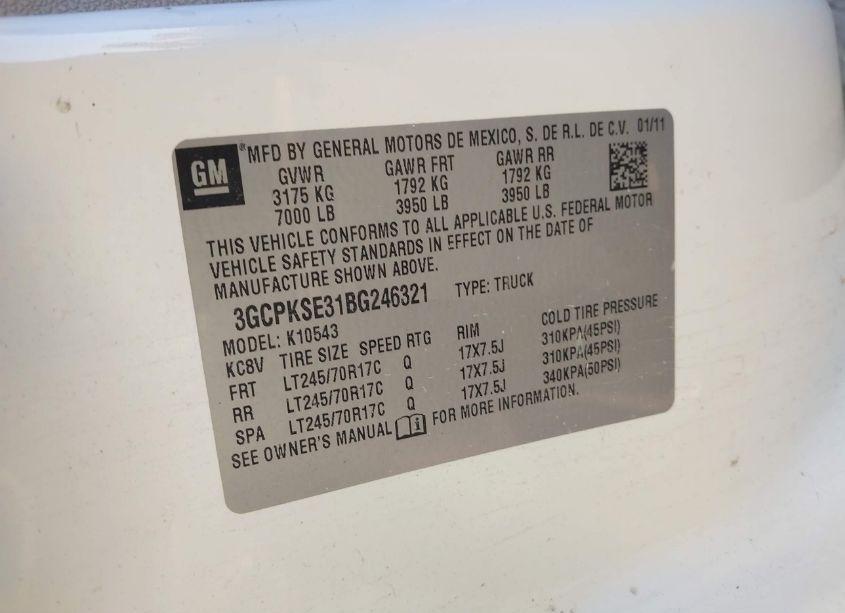 GM ®MFD BY GENERAL MOTORS DE MEXICO, S. DE R.L. DE C.V. 01/11
GVWR GAWR FRT GAWR RR
3175 KG 1792 KG 1792 KG
7000 LB 3950 LB 3950 LB
THIS VEHICLE CONFORMS TO ALL APPLICABLE U.S. FEDERAL MOTOR
VEHICLE SAFETY STANDARDS IN EFFECT ON THE DATE OF
MANUFACTURE SHOWN ABOVE.
3GCPKSE31BG246321 TYPE: TRUCK
MODEL: K10543
KC8V TIRE SIZE SPEED RTG RIM COLD TIRE PRESSURE
FRT LT245/70R17C Q 17X7.5J 310KPA(45PSI)
RR LT245/70R17C Q 17X7.5J 310KPA(45PSI)
SPA LT245/70R17C Q 17X7.5J 340KPA(50PSI)
SEE OWNER'S MANUAL i FOR MORE INFORMATION.